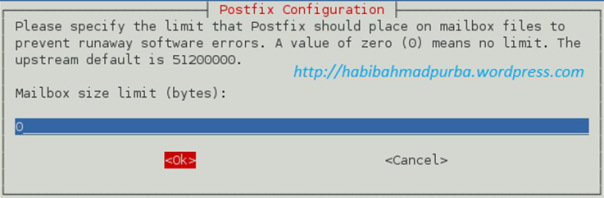 Postfix Configuration
Please specify the limit that Postfix should place on mailbox files to
prevent runaway software errors. A value of zero (0) means no limit. The
upstream default is 51200000.
http://habibahmadpurba.wordpress.com
Mailbox size limit (bytes):
0
<Ok> <Cancel>